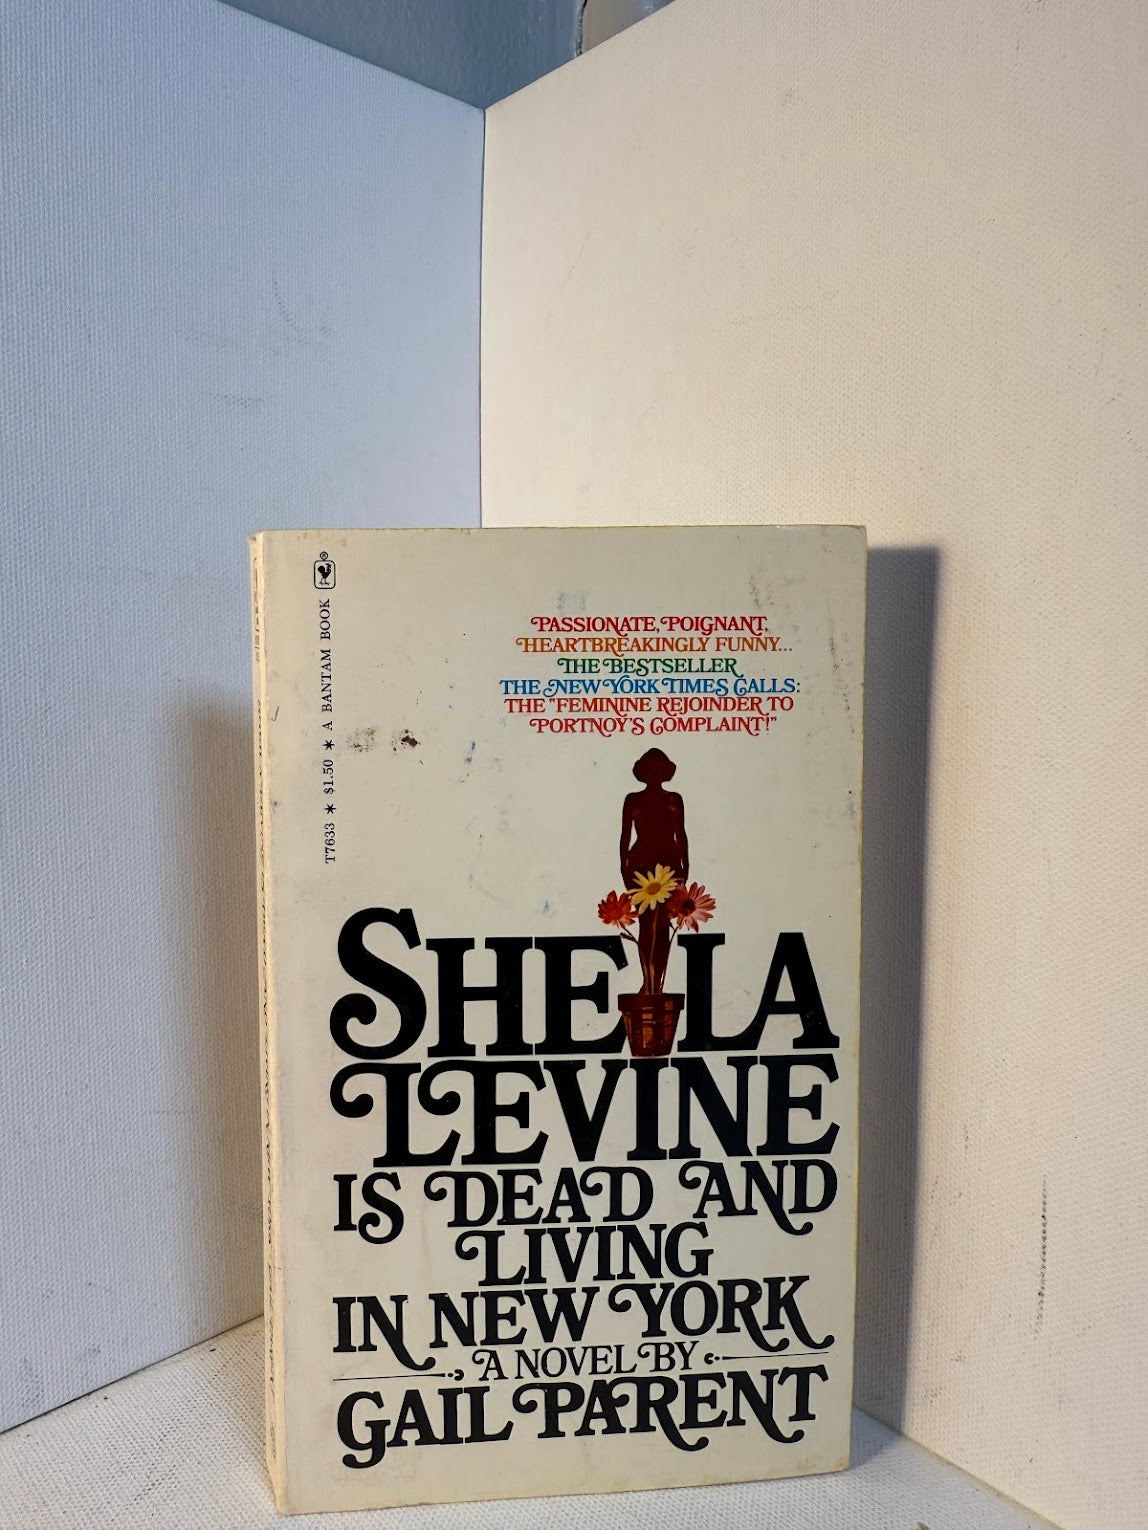 T7633 * $1.50 * A BANTAM BOOK ®
PASSIONATE, POIGNANT,
HEARTBREAKINGLY FUNNY...
THE BESTSELLER
THE NEW YORK TIMES CALLS:
THE "FEMININE REJOINDER TO
PORTNOY'S COMPLAINT!"
SHEILA
LEVINE
IS DEAD AND
LIVING
IN NEW YORK
A NOVEL BY
GAIL PARENT